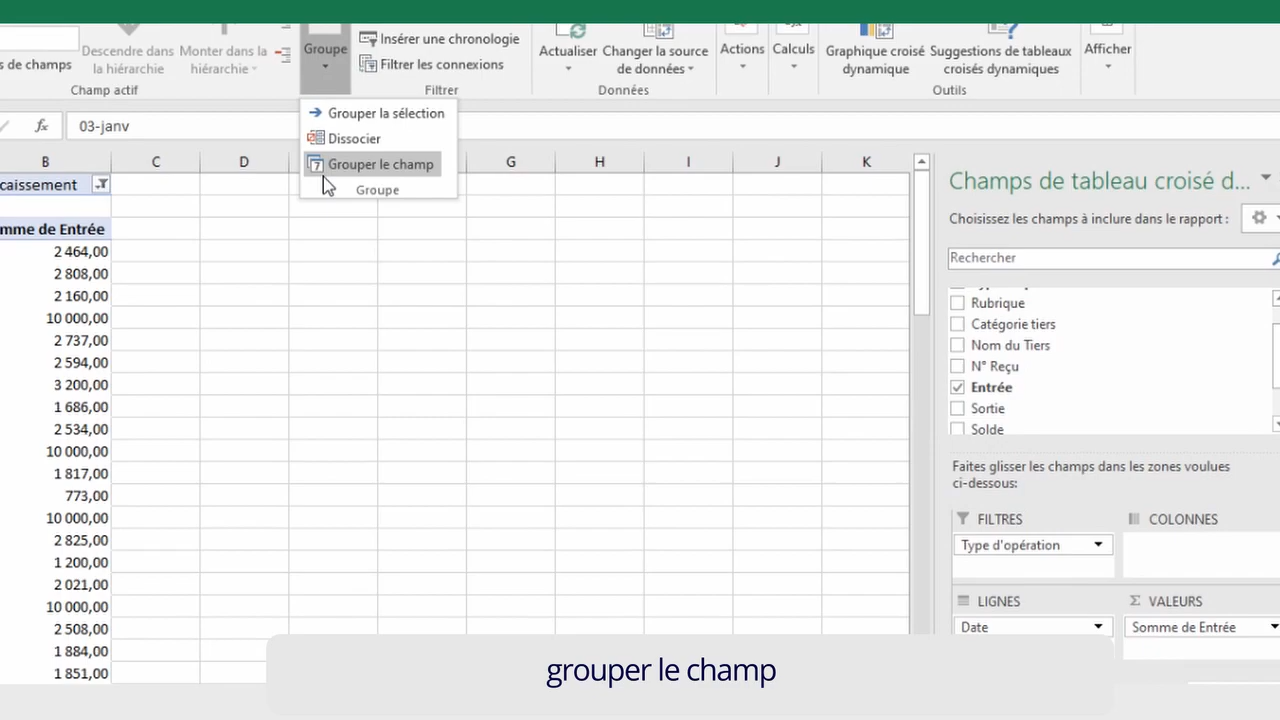 Groupe
Insérer une chronologie
Filtrer les connexions
Descendre dans
la hiérarchie
Monter dans la
hiérarchie
s de champs
Actualiser
Changer la source
de données
Actions
Calculs
Graphique croisé
dynamique
Suggestions de tableaux
croisés dynamiques
Afficher
Champ actif
Filtrer
Données
Outils
Grouper la sélection
Dissocier
7 Grouper le champ
Groupe
fx
03-janv
B C D G H I J K
caissement
mme de Entrée
2 464,00
2 808,00
2 160,00
10 000,00
2 737,00
2 594,00
3 200,00
1 686,00
2 534,00
10 000,00
1 817,00
773,00
10 000,00
2 825,00
1 200,00
2 021,00
10 000,00
2 508,00
1 884,00
1 851,00
Champs de tableau croisé d...
Choisissez les champs à inclure dans le rapport :
Rechercher
Rubrique
Catégorie tiers
Nom du Tiers
N° Reçu
Entrée
Sortie
Solde
Faites glisser les champs dans les zones voulues
ci-dessous:
FILTRES
COLONNES
Type d'opération
LIGNES
Σ VALEURS
Date
Somme de Entrée
grouper le champ